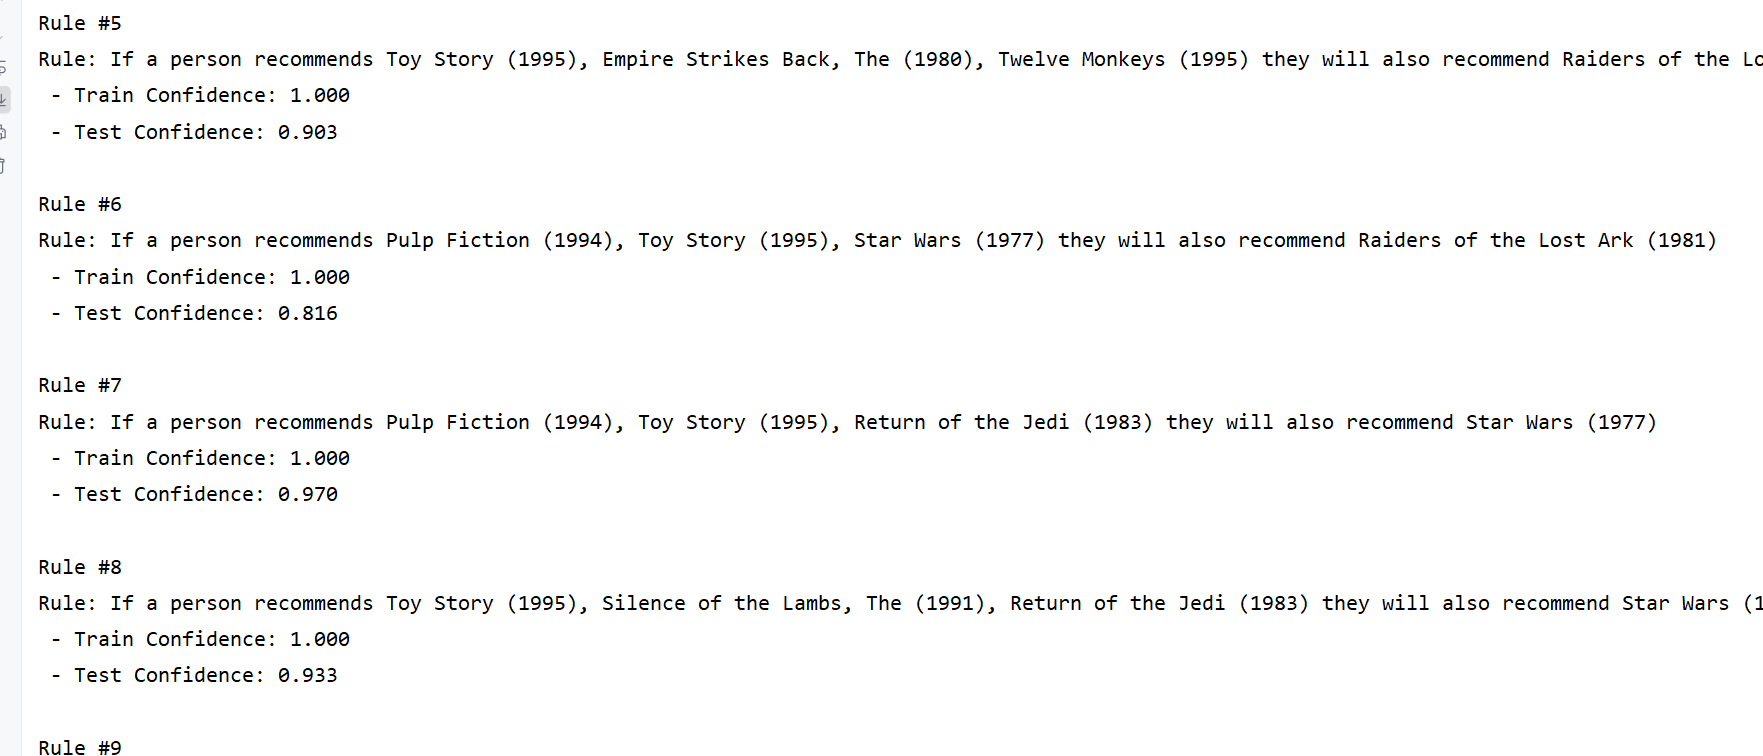 Rule #5
Rule: If a person recommends Toy Story (1995), Empire Strikes Back, The (1980), Twelve Monkeys (1995) they will also recommend Raiders of the Lo
- Train Confidence: 1.000
- Test Confidence: 0.903
Rule #6
Rule: If a person recommends Pulp Fiction (1994), Toy Story (1995), Star Wars (1977) they will also recommend Raiders of the Lost Ark (1981)
- Train Confidence: 1.000
- Test Confidence: 0.816
Rule #7
Rule: If a person recommends Pulp Fiction (1994), Toy Story (1995), Return of the Jedi (1983) they will also recommend Star Wars (1977)
- Train Confidence: 1.000
- Test Confidence: 0.970
Rule #8
Rule: If a person recommends Toy Story (1995), Silence of the Lambs, The (1991), Return of the Jedi (1983) they will also recommend Star Wars (1
- Train Confidence: 1.000
- Test Confidence: 0.933
Rule #9